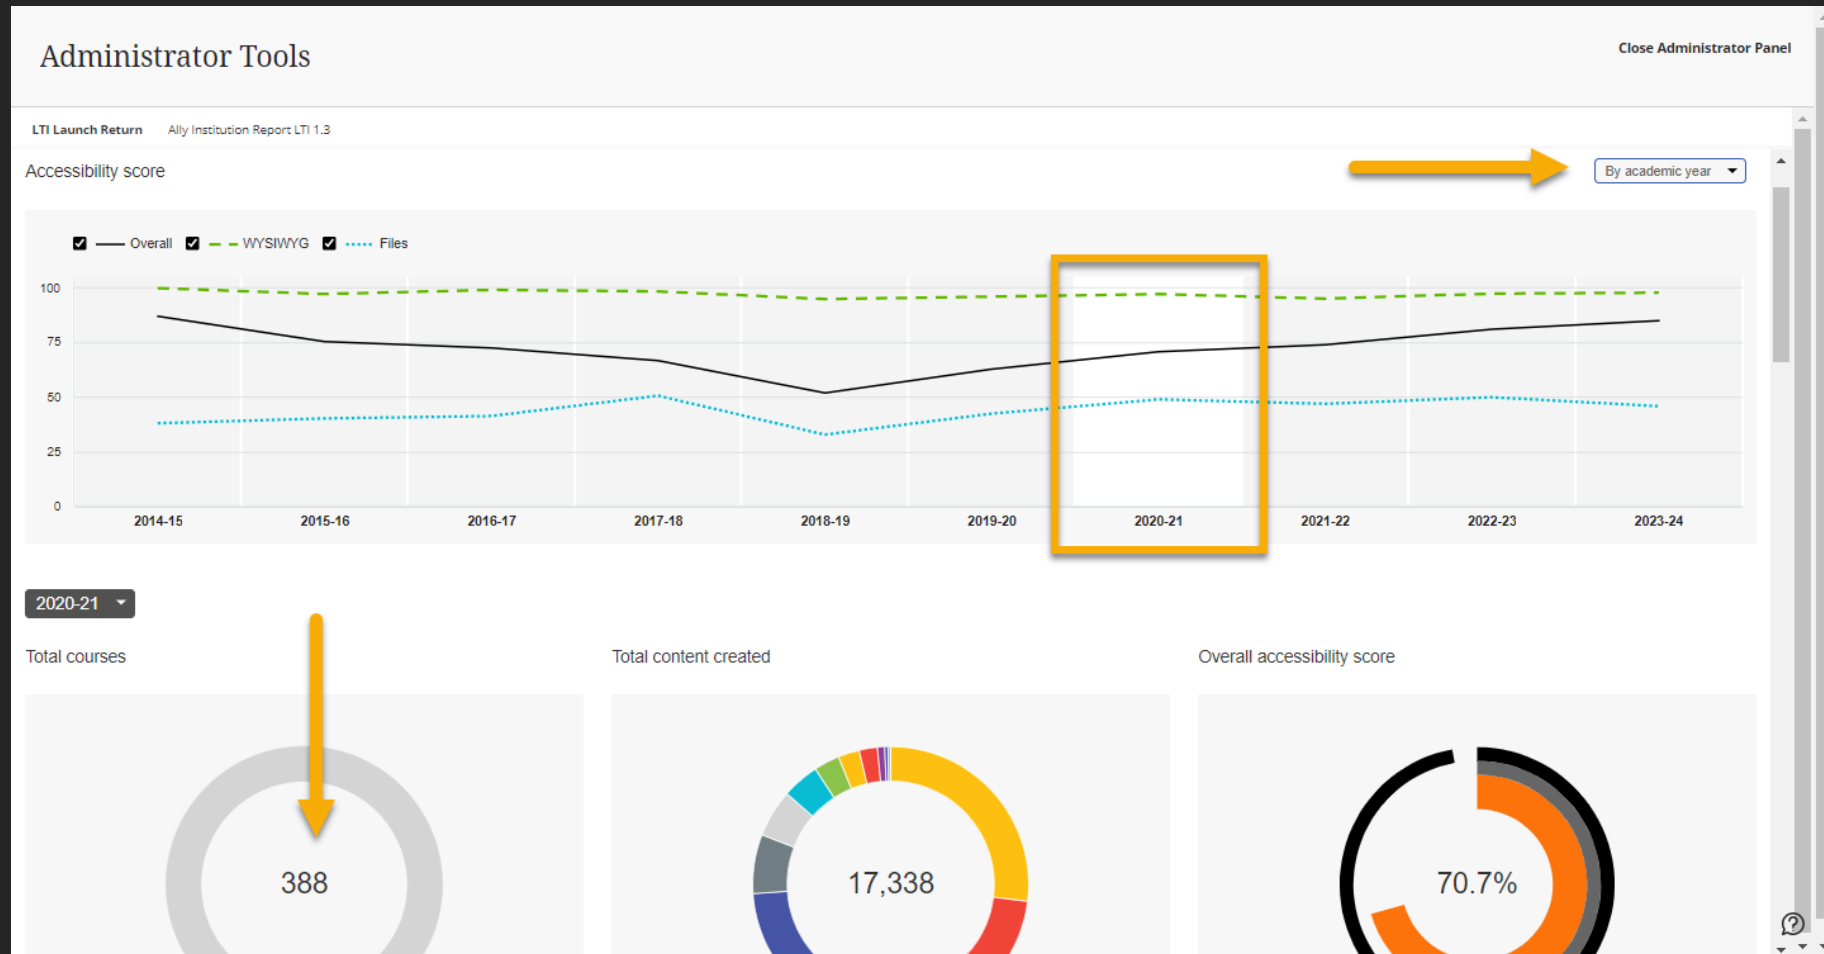 Administrator Tools
Close Administrator Panel
LTI Launch Return Ally Institution Report LTI 1.3
Accessibility score
By academic year
Overall WYSIWYG Files
100
75
50
25
0
2014-15 2015-16 2016-17 2017-18 2018-19 2019-20 2020-21 2021-22 2022-23 2023-24
2020-21
Total courses Total content created Overall accessibility score
388 17,338 70.7%